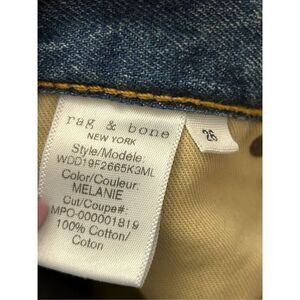 rag & bone
NEW YORK
Style/Modèle:
WDD19F2665K3ML
Color/Couleur:
MELANIE
Cut/Coupe#:
MPO-000001819
100% Cotton/
Coton
26